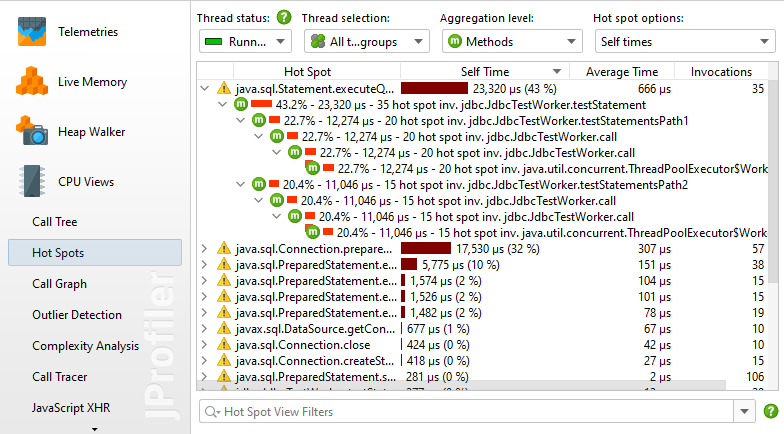 Telemetries
Live Memory
Heap Walker
CPU Views
Call Tree
Hot Spots
Call Graph
Outlier Detection
Complexity Analysis
Call Tracer
JavaScript XHR
JProfiler
Thread status:
Thread selection:
Aggregation level:
Hot spot options:
Runn...
All t...groups
Methods
Self times
Hot Spot Self Time Average Time Invocations
java.sql.Statement.executeQ... 23,320 µs (43 %) 666 µs 35
43.2% - 23,320 µs - 35 hot spot inv. jdbc.JdbcTestWorker.testStatement
22.7% - 12,274 µs - 20 hot spot inv. jdbc.JdbcTestWorker.testStatementsPath1
22.7% - 12,274 µs - 20 hot spot inv. jdbc.JdbcTestWorker.call
22.7% - 12,274 µs - 20 hot spot inv. jdbc.JdbcTestWorker.call
22.7% - 12,274 µs - 20 hot spot inv. java.util.concurrent.ThreadPoolExecutor$Work
20.4% - 11,046 µs - 15 hot spot inv. jdbc.JdbcTestWorker.testStatementsPath2
20.4% - 11,046 µs - 15 hot spot inv. jdbc.JdbcTestWorker.call
20.4% - 11,046 µs - 15 hot spot inv. jdbc.JdbcTestWorker.call
20.4% - 11,046 µs - 15 hot spot inv. java.util.concurrent.ThreadPoolExecutor$Work
java.sql.Connection.prepare... 17,530 µs (32 %) 307 µs 57
java.sql.PreparedStatement.e... 5,775 µs (10 %) 151 µs 38
java.sql.PreparedStatement.e... 1,574 µs (2 %) 104 µs 15
java.sql.PreparedStatement.e... 1,526 µs (2 %) 101 µs 15
java.sql.PreparedStatement.e... 1,482 µs (2 %) 78 µs 19
javax.sql.DataSource.getCon... 677 µs (1 %) 67 µs 10
java.sql.Connection.close 424 µs (0 %) 42 µs 10
java.sql.Connection.createSt... 418 µs (0 %) 27 µs 15
java.sql.PreparedStatement.s... 281 µs (0 %) 2 µs 106
Hot Spot View Filters